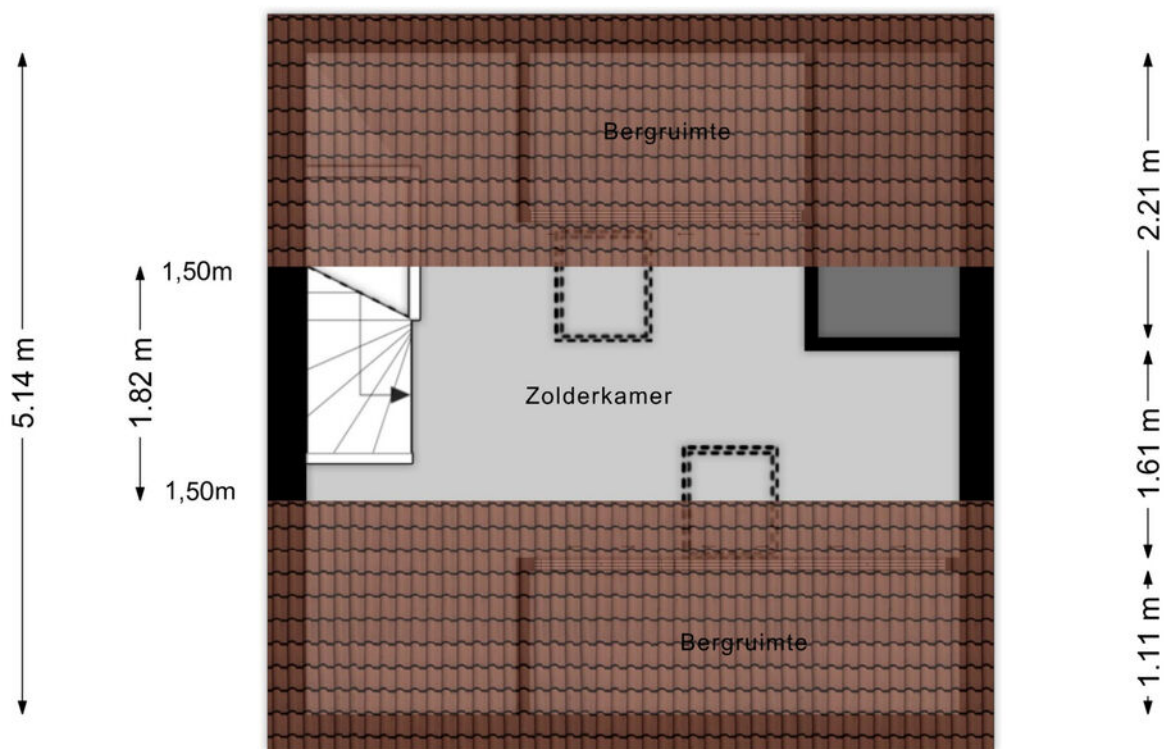 Bergruimte
2.21 m
1,50m
5.14 m
1.82 m
Zolderkamer
1,50m
1.61 m
Bergruimte
1.11 m